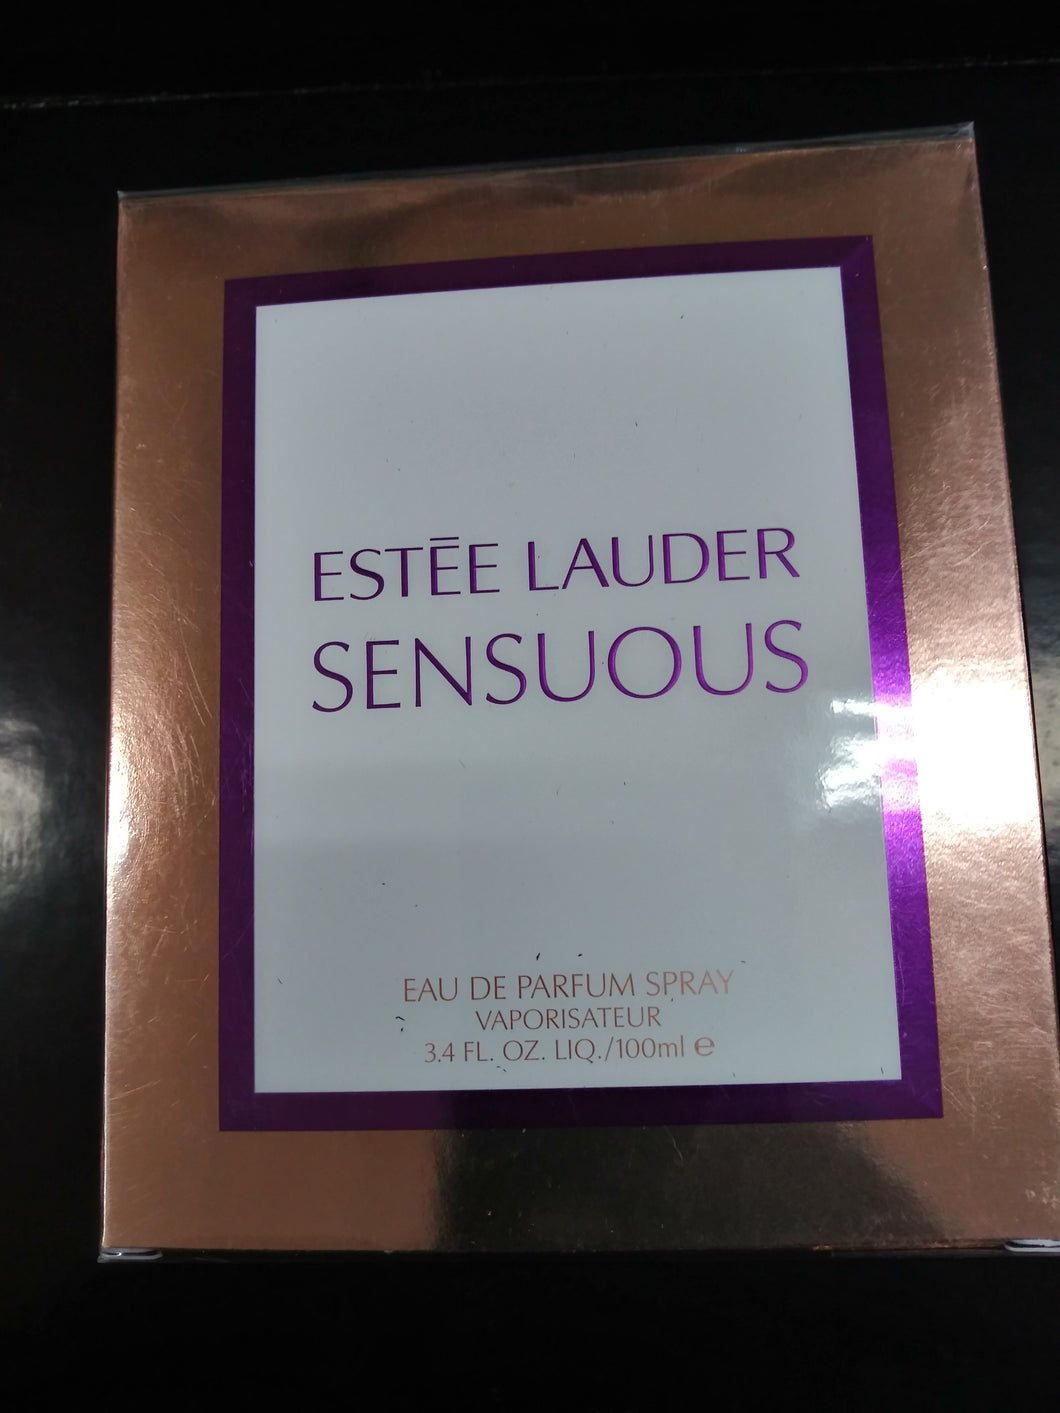 ESTĒE LAUDER
SENSUOUS
EAU DE PARFUM SPRAY
VAPORISATEUR
3.4 FL. OZ. LIQ./100ml ℮